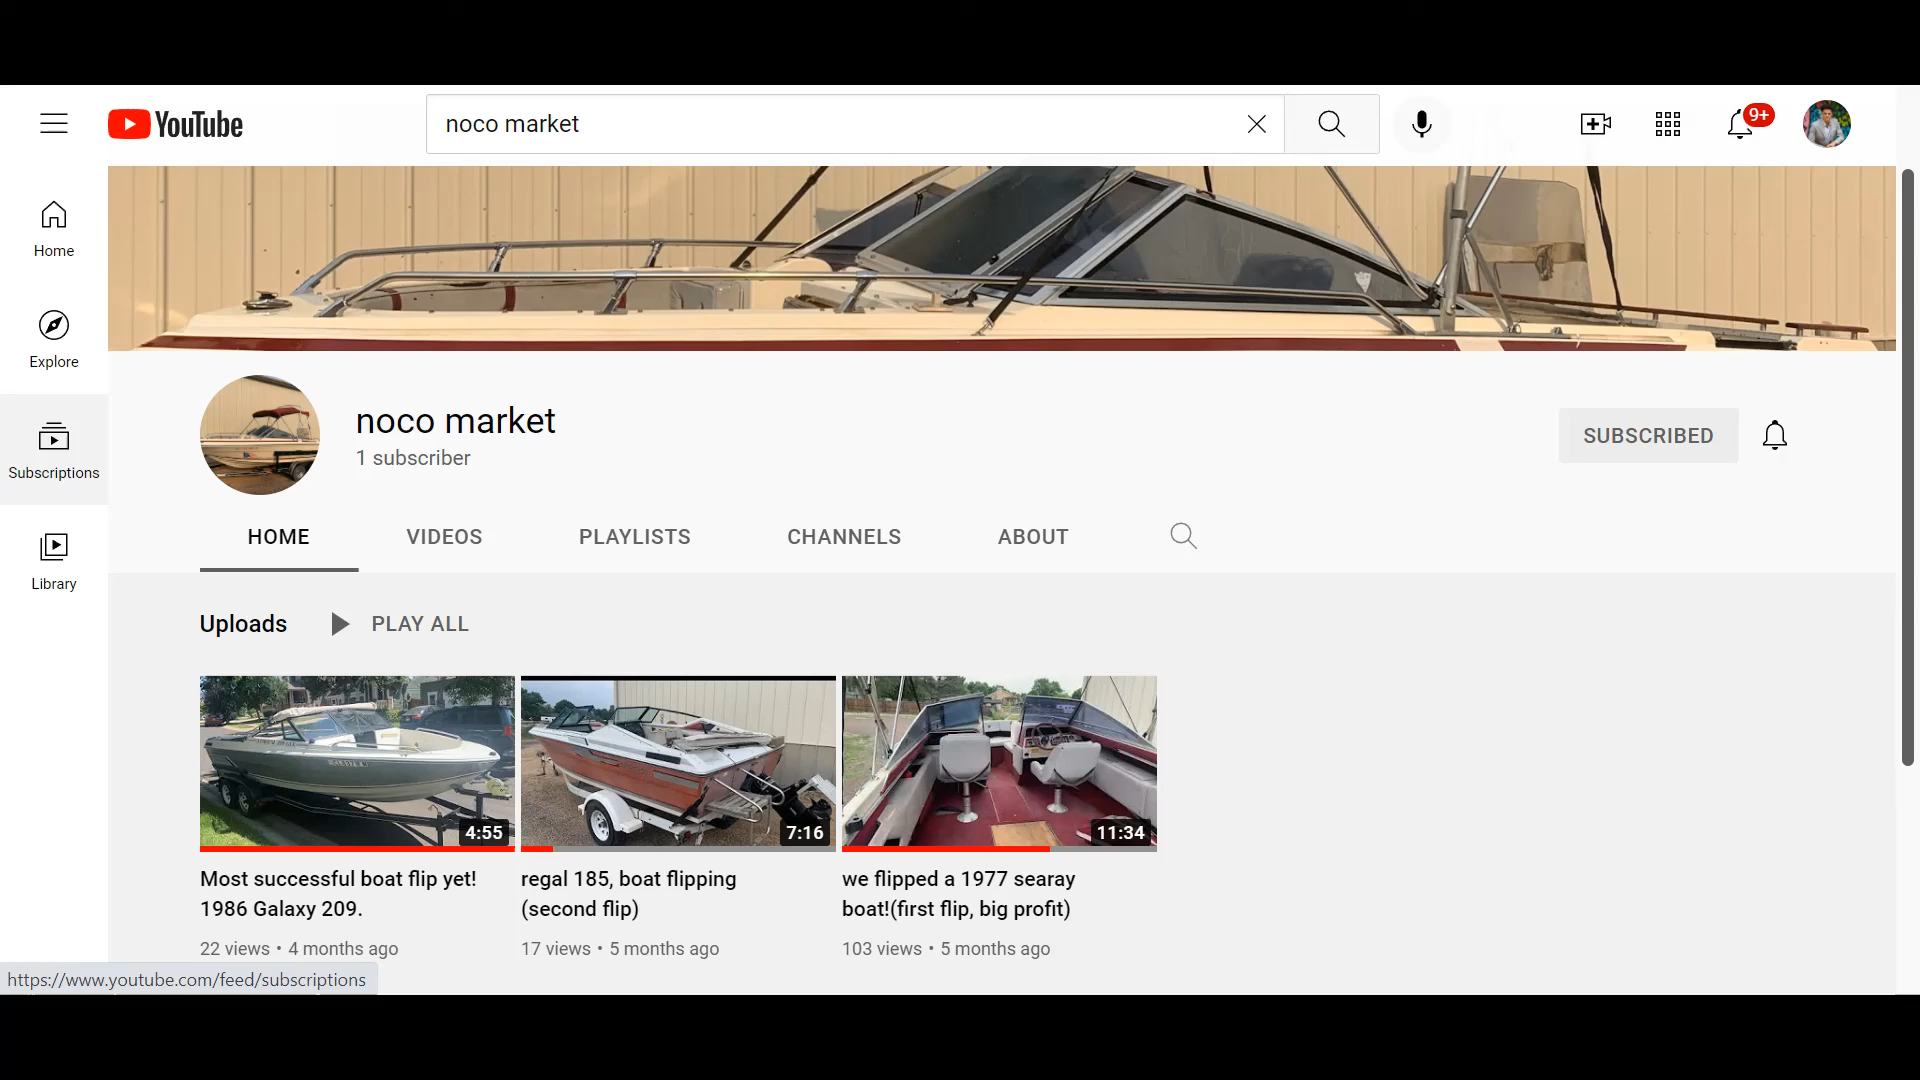 YouTube
noco market
9+
Home
Explore
Subscriptions
Library
noco market
1 subscriber
SUBSCRIBED
HOME VIDEOS PLAYLISTS CHANNELS ABOUT
Uploads PLAY ALL
4:55
7:16
11:34
Most successful boat flip yet!
1986 Galaxy 209.
22 views • 4 months ago
regal 185, boat flipping
(second flip)
17 views • 5 months ago
we flipped a 1977 searay
boat!(first flip, big profit)
103 views • 5 months ago
https://www.youtube.com/feed/subscriptions